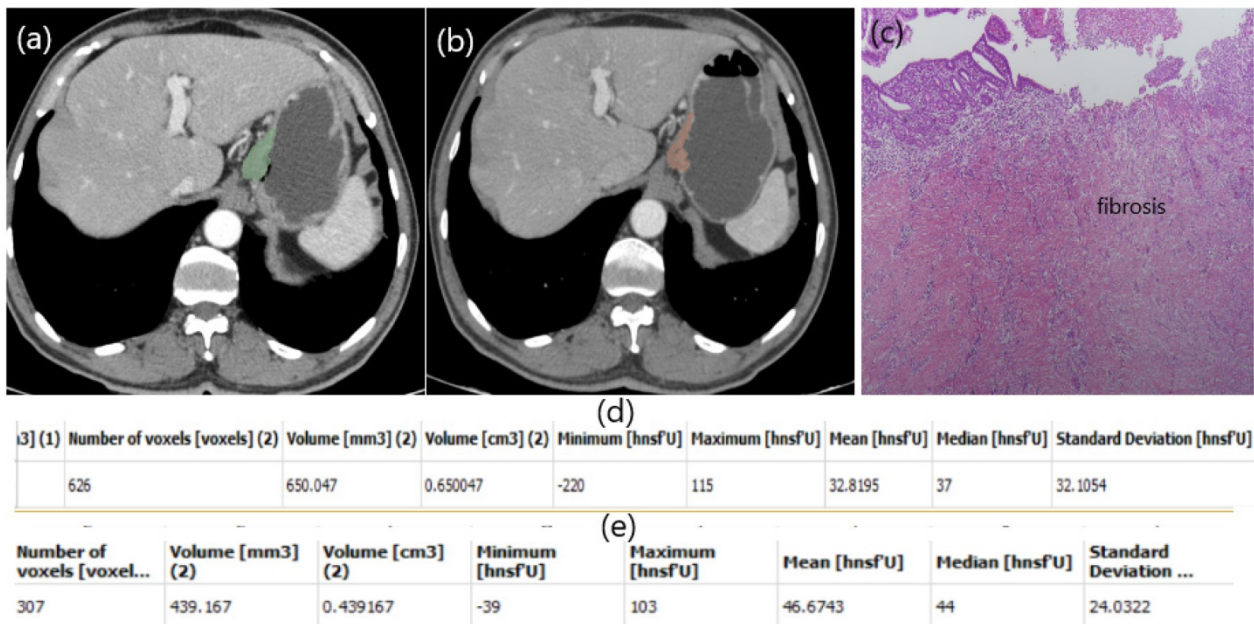 (a)
(b)
(c)
fibrosis
(d)
ı3] (1) Number of voxels [voxels] (2) Volume [mm3] (2) Volume [cm3] (2) Minimum [hnsf'U] Maximum [hnsf'U] Mean [hnsf'U] Median [hnsf'U] Standard Deviation [hnsf'U]
626 650.047 0.650047 -220 115 32.8195 37 32.1054
(e)
Number of voxels [voxel... Volume [mm3] (2) Volume [cm3] (2) Minimum [hnsf'U] Maximum [hnsf'U] Mean [hnsf'U] Median [hnsf'U] Standard Deviation ...
307 439.167 0.439167 -39 103 46.6743 44 24.0322